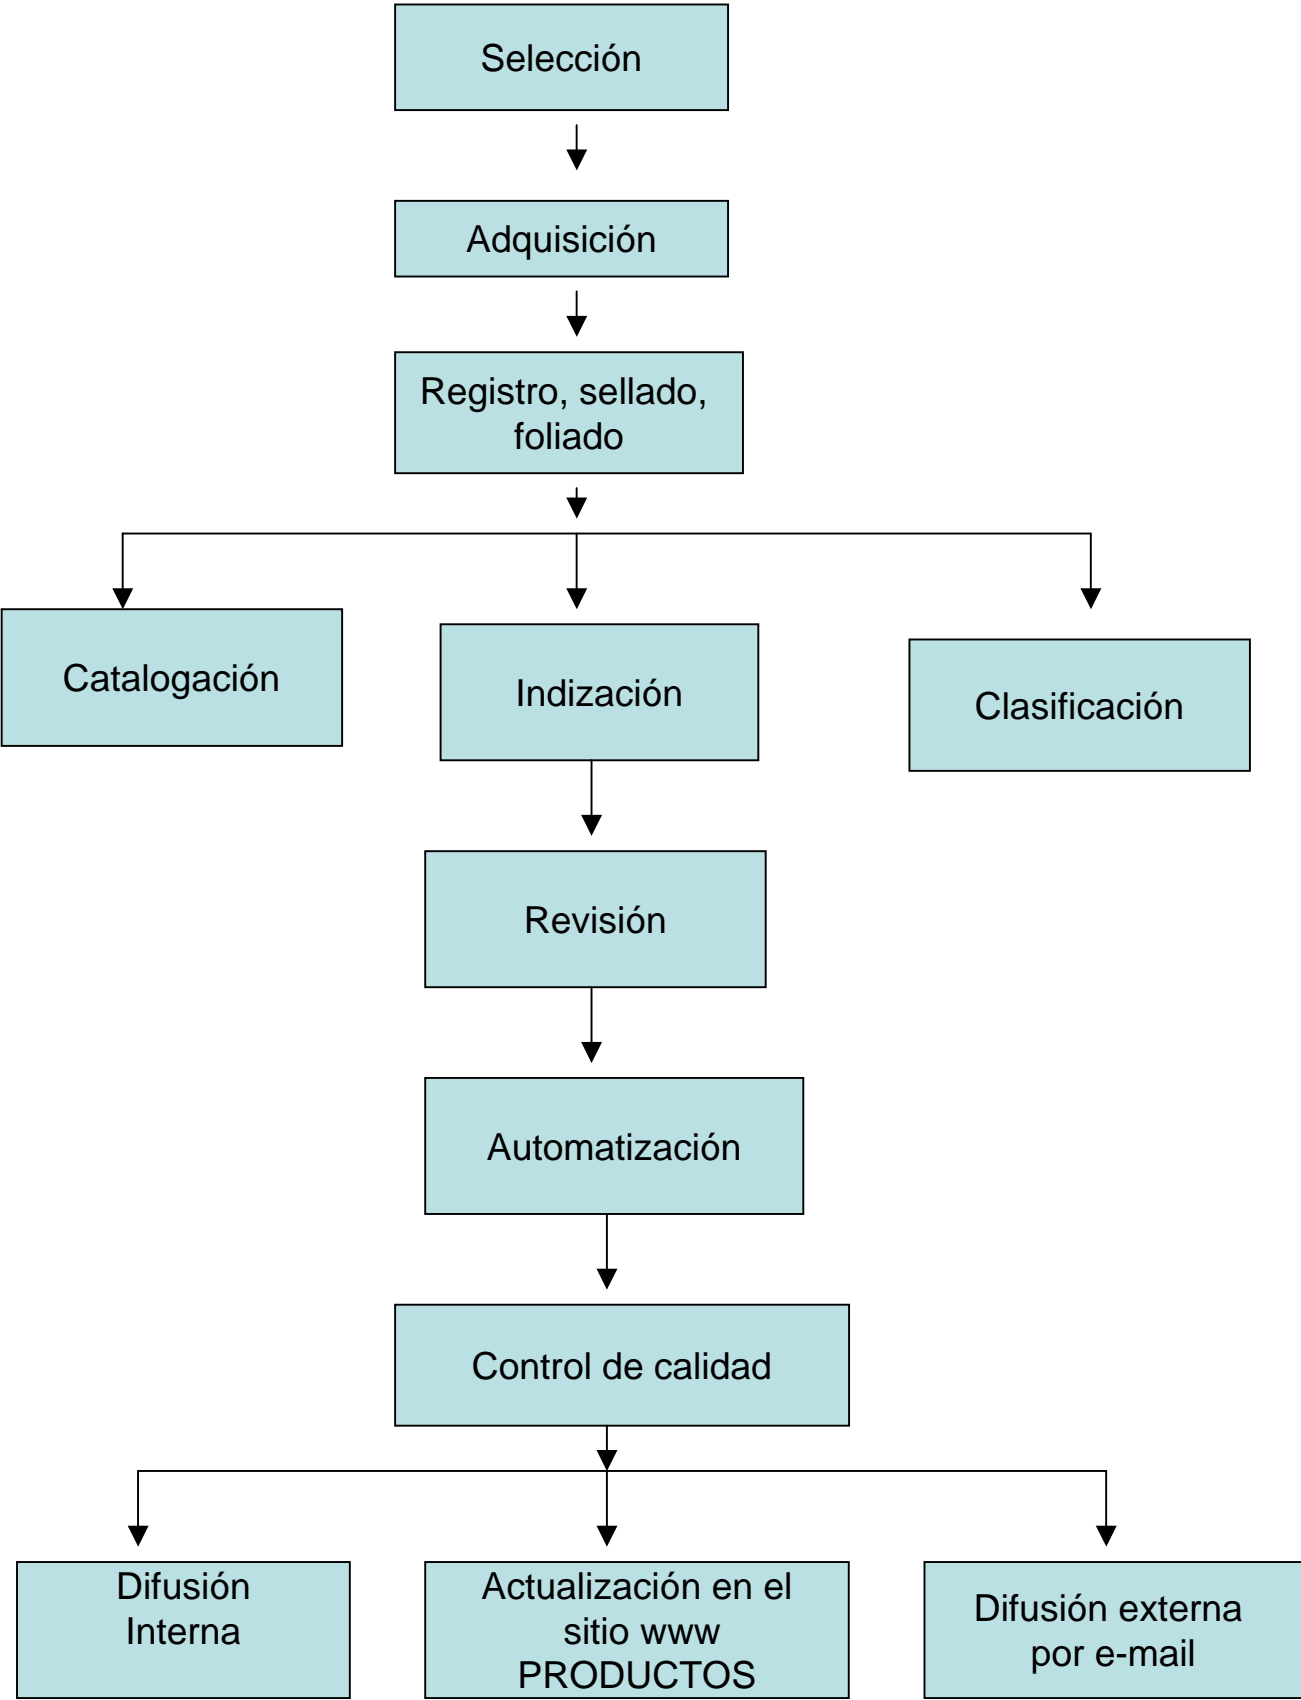 Selección
Adquisición
Registro, sellado,
foliado
Catalogación
Indización
Clasificación
Revisión
Automatización
Control de calidad
Difusión
Interna
Actualización en el
sitio www
PRODUCTOS
Difusión externa
por e-mail